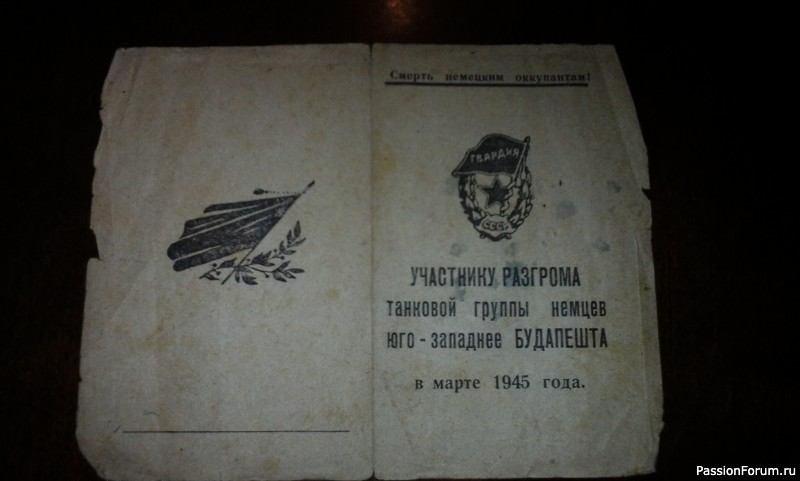 Смерть немецким оккупантам!
ГВАРДИЯ
СССР
УЧАСТНИКУ РАЗГРОМА
танковой группы немцев
юго - западнее БУДАПЕШТА
в марте 1945 года.
PassionForum.ru